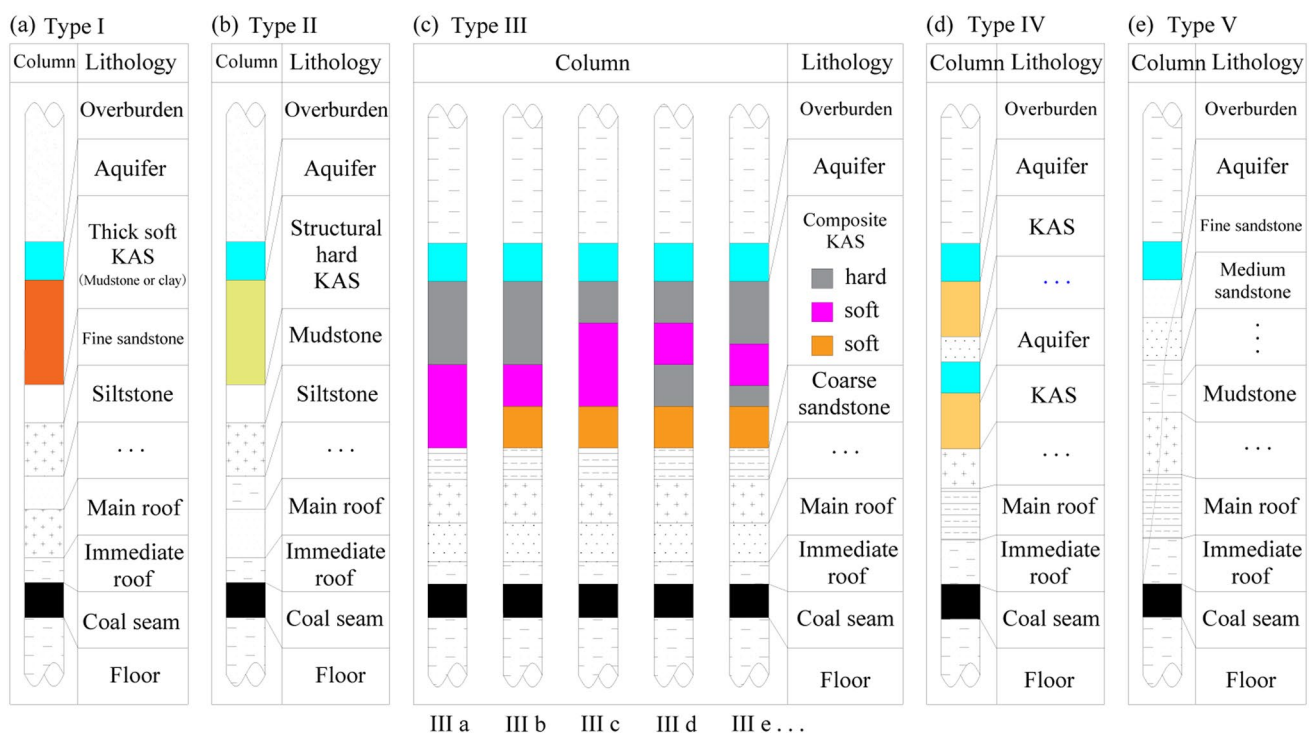 (a) Type I
Column Lithology
Overburden
Aquifer
Thick soft
KAS
(Mudstone or clay)
Fine sandstone
Siltstone
...
Main roof
Immediate
roof
Coal seam
Floor
(b) Type II
Column Lithology
Overburden
Aquifer
Structural
hard
KAS
Mudstone
Siltstone
...
Main roof
Immediate
roof
Coal seam
Floor
(c) Type III
Column Lithology
Overburden
Aquifer
Composite
KAS
hard
soft
soft
Coarse
sandstone
...
Main roof
Immediate
roof
Coal seam
Floor
III a III b III c III d III e ...
(d) Type IV
Column Lithology
Overburden
Aquifer
KAS
...
Aquifer
KAS
...
Main roof
Immediate
roof
Coal seam
Floor
(e) Type V
Column Lithology
Overburden
Aquifer
Fine sandstone
Medium
sandstone
...
Mudstone
...
Main roof
Immediate
roof
Coal seam
Floor